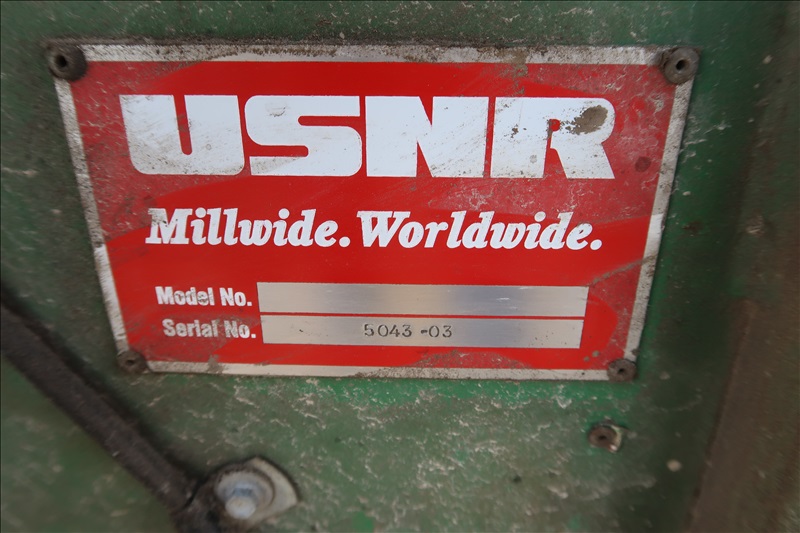 USNR
Millwide. Worldwide.
Model No.
Serial No. 5043-03